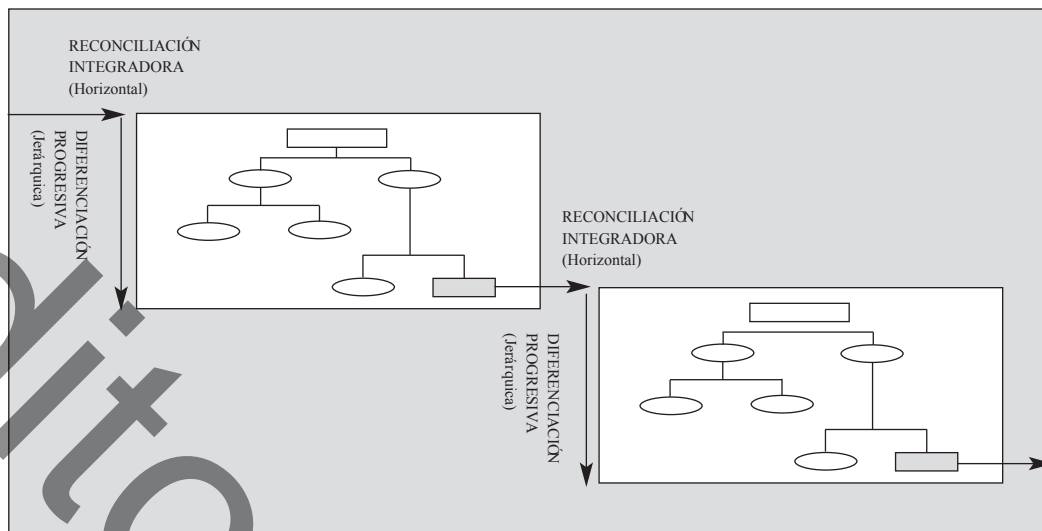 RECONCILIACIÓN
INTEGRADORA
(Horizontal)
DIFERENCIACIÓN
PROGRESIVA
(Jerárquica)
RECONCILIACIÓN
INTEGRADORA
(Horizontal)
DIFERENCIACIÓN
PROGRESIVA
(Jerárquica)